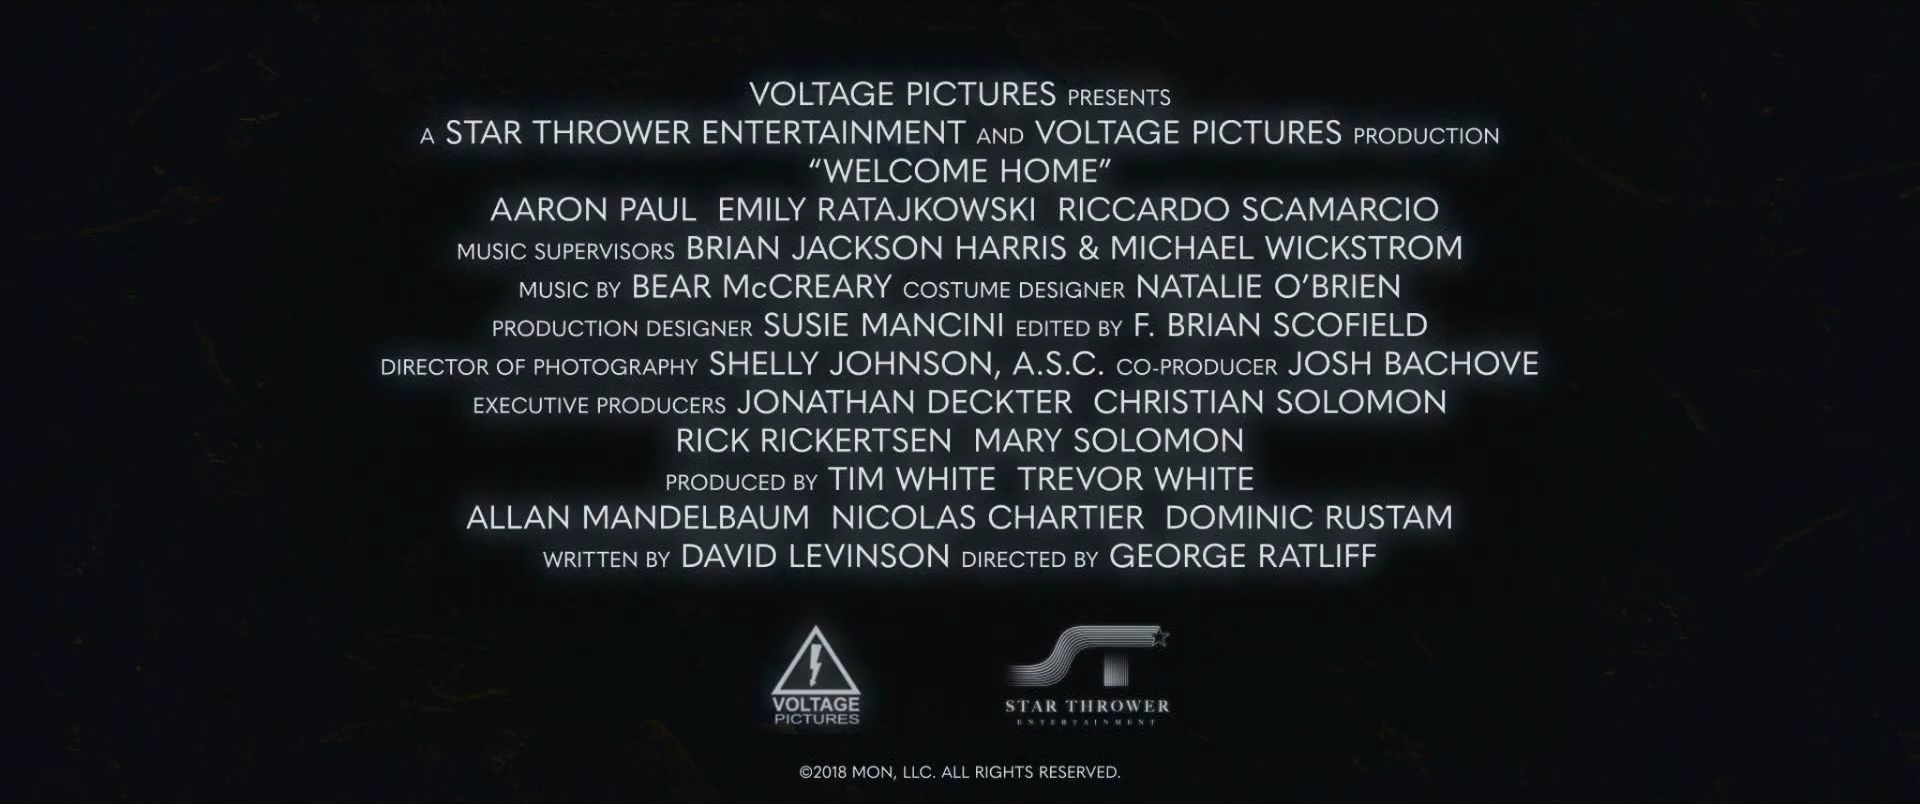 VOLTAGE PICTURES PRESENTS
A STAR THROWER ENTERTAINMENT AND VOLTAGE PICTURES PRODUCTION
“WELCOME HOME”
AARON PAUL EMILY RATAJKOWSKI RICCARDO SCAMARCIO
MUSIC SUPERVISORS BRIAN JACKSON HARRIS & MICHAEL WICKSTROM
MUSIC BY BEAR McCREARY COSTUME DESIGNER NATALIE O’BRIEN
PRODUCTION DESIGNER SUSIE MANCINI EDITED BY F. BRIAN SCOFIELD
DIRECTOR OF PHOTOGRAPHY SHELLY JOHNSON, A.S.C. CO-PRODUCER JOSH BACHOVE
EXECUTIVE PRODUCERS JONATHAN DECKTER CHRISTIAN SOLOMON
RICK RICKERTSEN MARY SOLOMON
PRODUCED BY TIM WHITE TREVOR WHITE
ALLAN MANDELBAUM NICOLAS CHARTIER DOMINIC RUSTAM
WRITTEN BY DAVID LEVINSON DIRECTED BY GEORGE RATLIFF
VOLTAGE
PICTURES
STAR THROWER
ENTERTAINMENT
©2018 MON, LLC. ALL RIGHTS RESERVED.